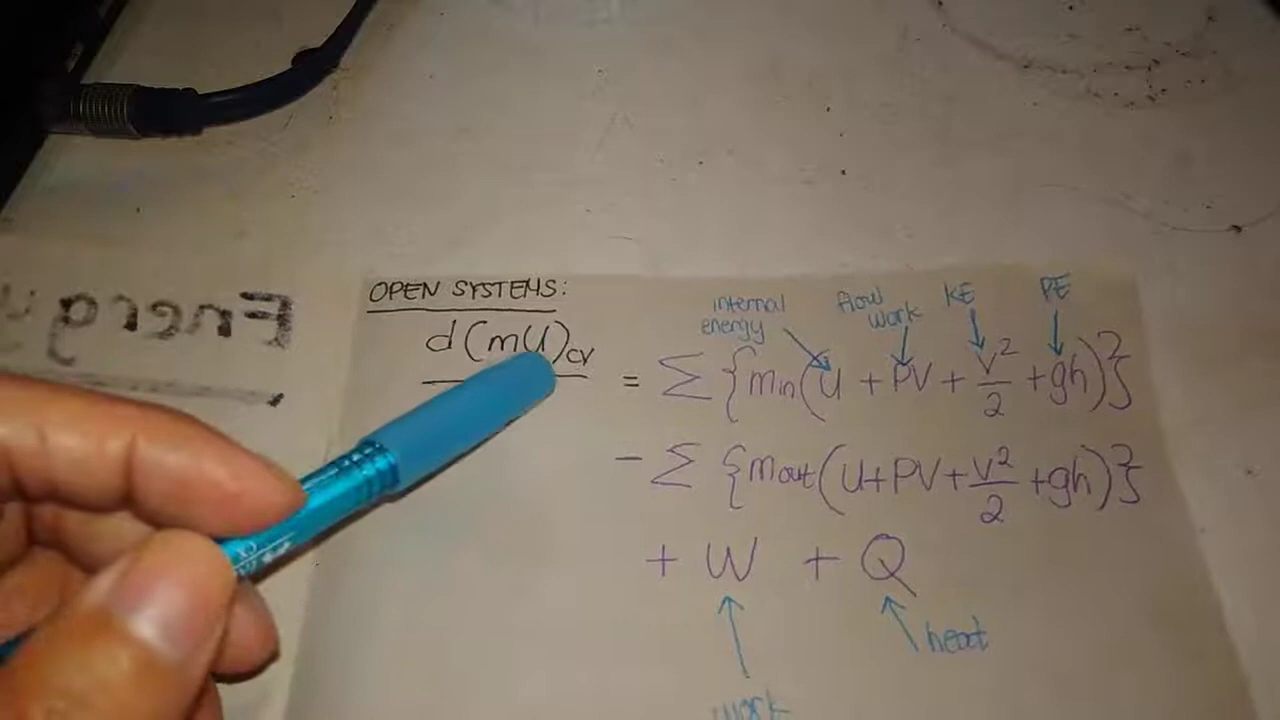 OPEN SYSTEMS:
internal energy
flow work
KE
PE
d(mU)cv
= Σ {min(U + PV + v²/2 + gh)}
- Σ {mout(U+PV+v²/2+gh)}
+ W + Q
heat
work
Energ